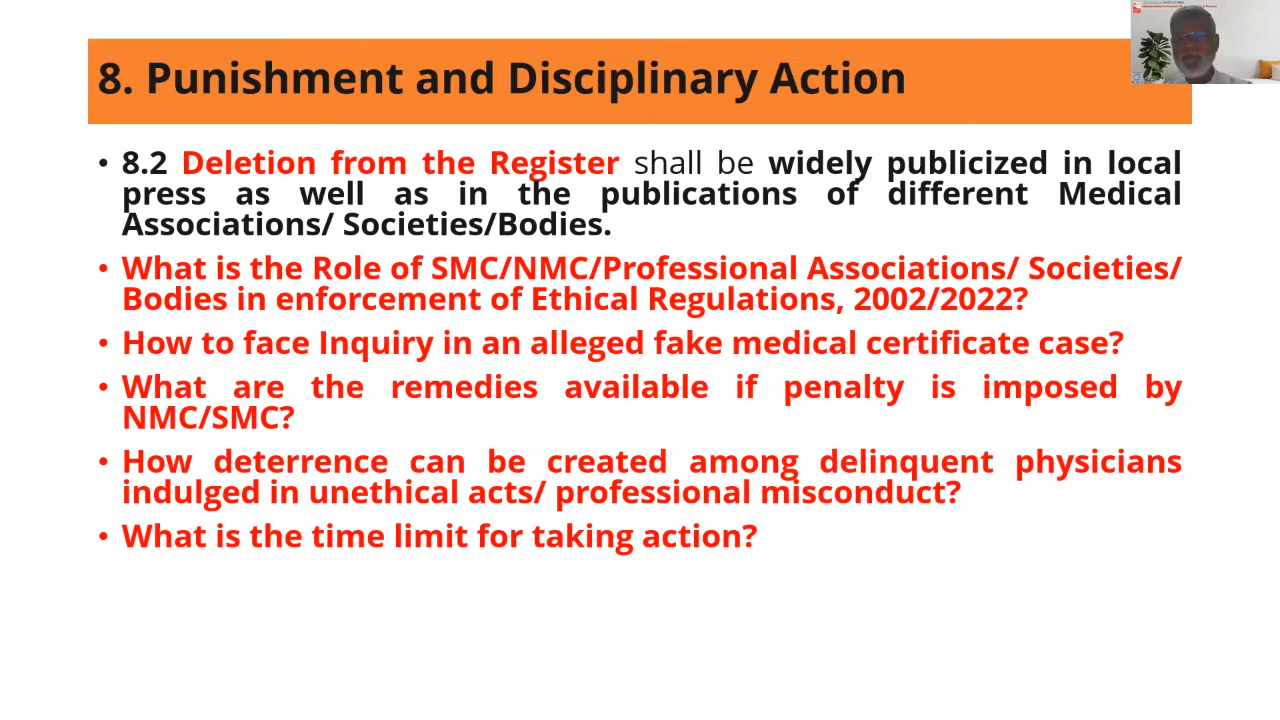 8. Punishment and Disciplinary Action
• 8.2 Deletion from the Register shall be widely publicized in local
press as well as in the publications of different Medical
Associations/ Societies/Bodies.
• What is the Role of SMC/NMC/Professional Associations/ Societies/
Bodies in enforcement of Ethical Regulations, 2002/2022?
• How to face Inquiry in an alleged fake medical certificate case?
• What are the remedies available if penalty is imposed by
NMC/SMC?
• How deterrence can be created among delinquent physicians
indulged in unethical acts/ professional misconduct?
• What is the time limit for taking action?